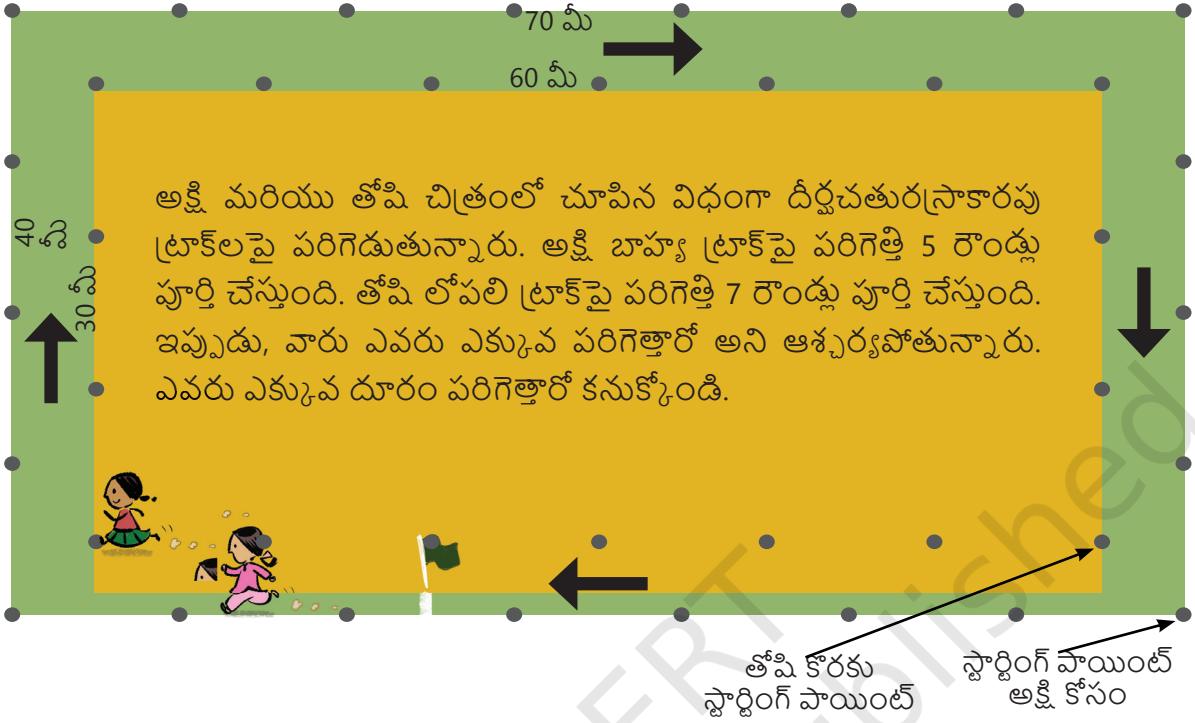 70 మీ
60 మీ
40 మీ
30 మీ
అక్షి మరియు తోషి చిత్రంలో చూపిన విధంగా దీర్ఘచతురస్రాకారపు
ట్రాక్‌లపై పరిగెడుతున్నారు. అక్షి బాహ్య ట్రాక్‌పై పరిగెత్తి 5 రౌండ్లు
పూర్తి చేస్తుంది. తోషి లోపలి ట్రాక్‌పై పరిగెత్తి 7 రౌండ్లు పూర్తి చేస్తుంది.
ఇప్పుడు, వారు ఎవరు ఎక్కువ పరిగెత్తారో అని ఆశ్చర్యపోతున్నారు.
ఎవరు ఎక్కువ దూరం పరిగెత్తారో కనుక్కోండి.
తోషి కొరకు
స్టార్టింగ్ పాయింట్
స్టార్టింగ్ పాయింట్
అక్షి కోసం